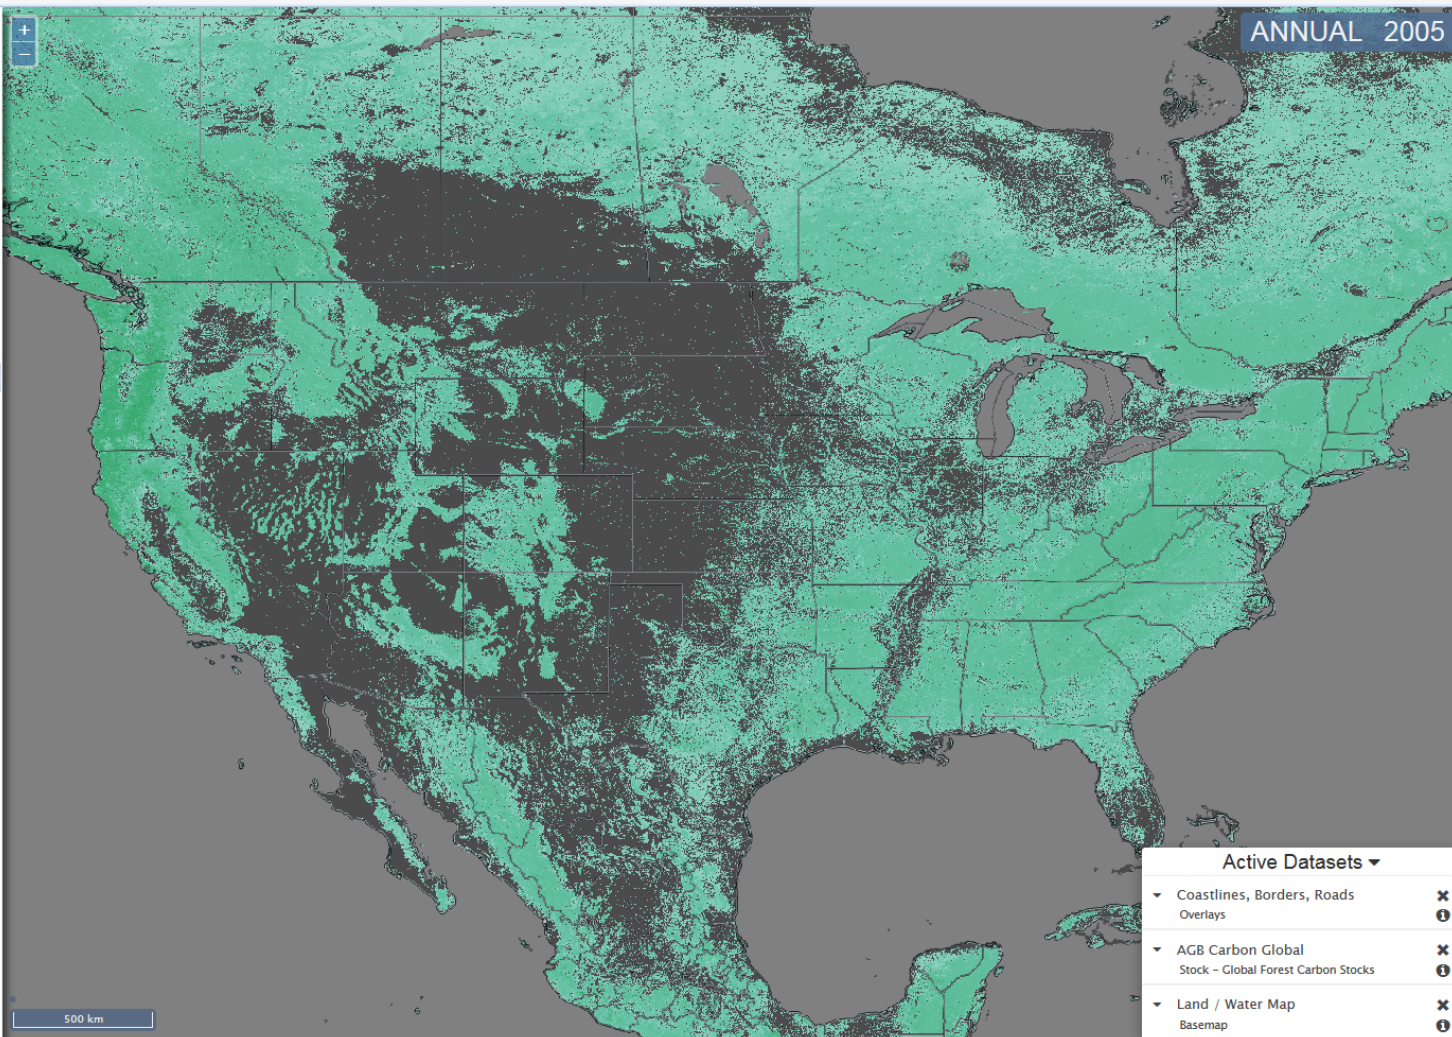 +
−
ANNUAL 2005
Active Datasets
Coastlines, Borders, Roads
Overlays
AGB Carbon Global
Stock – Global Forest Carbon Stocks
Land / Water Map
Basemap
500 km